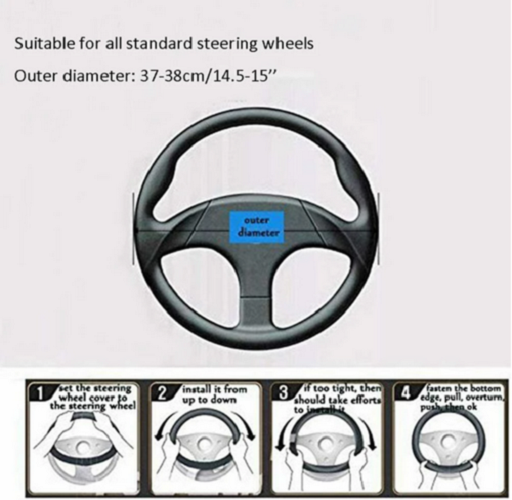 Suitable for all standard steering wheels
Outer diameter: 37-38cm/14.5-15’’
outer
diameter
1
set the steering
wheel cover to
the steering wheel
2
install it from
up to down
3
if too tight, then
should take efforts
to install it
4
fasten the bottom
edge, pull, overturn,
push, then ok